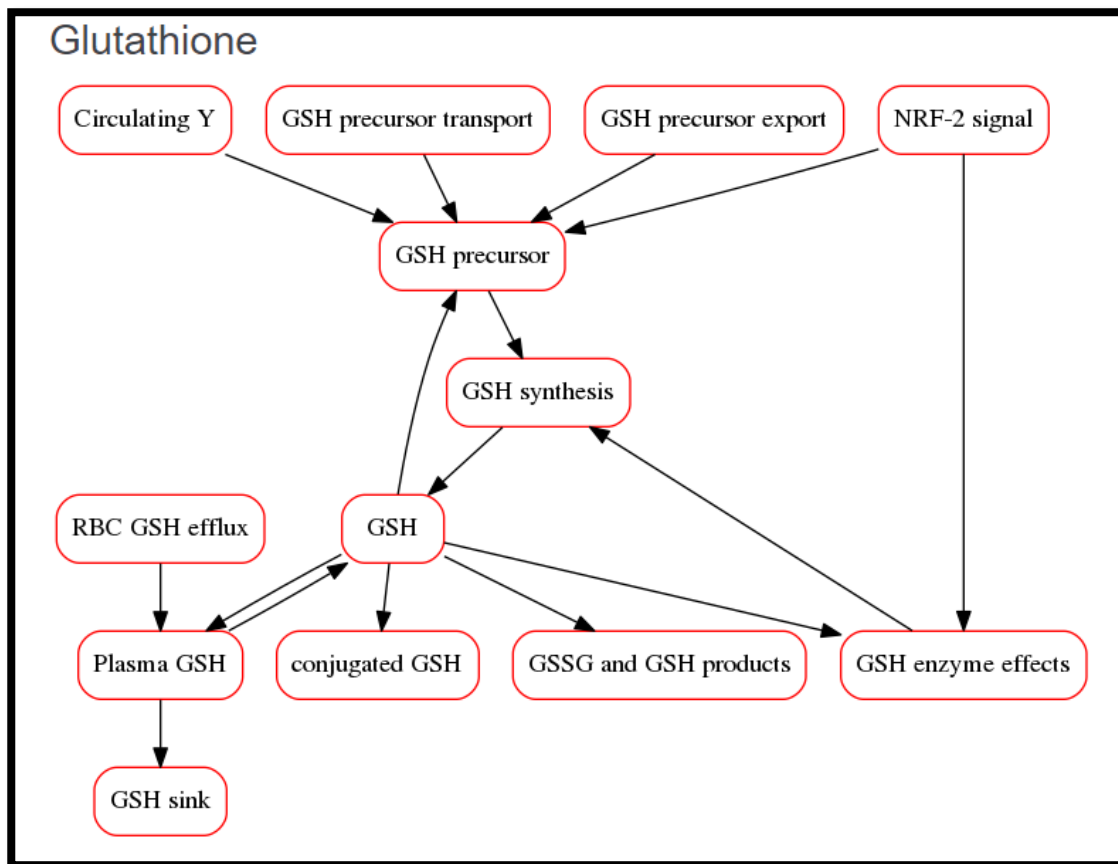 Glutathione
Circulating Y
GSH precursor transport
GSH precursor export
NRF-2 signal
GSH precursor
GSH synthesis
RBC GSH efflux
GSH
Plasma GSH
conjugated GSH
GSSG and GSH products
GSH enzyme effects
GSH sink